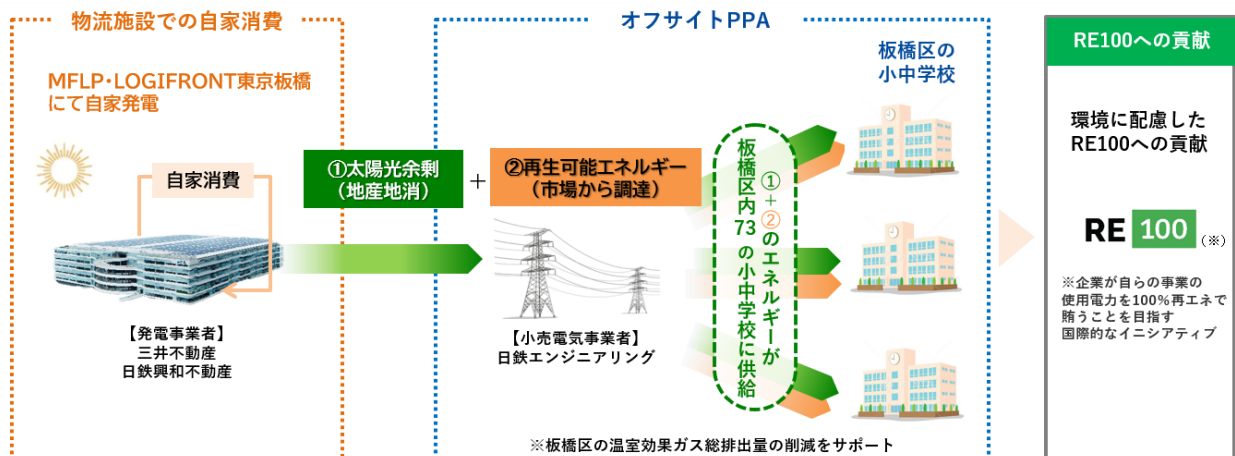 物流施設での自家消費
MFLP・LOGIFRONT東京板橋
にて自家発電
自家消費
【発電事業者】
三井不動産
日鉄興和不動産
①太陽光余剰
（地産地消）
+
オフサイトPPA
②再生可能エネルギー
（市場から調達）
【小売電気事業者】
日鉄エンジニアリング
①+②のエネルギーが
板橋区内73の小中学校に供給
板橋区の
小中学校
※板橋区の温室効果ガス総排出量の削減をサポート
RE100への貢献
環境に配慮した
RE100への貢献
RE 100 (※)
※企業が自らの事業の
使用電力を100%再エネで
賄うことを目指す
国際的なイニシアティブ